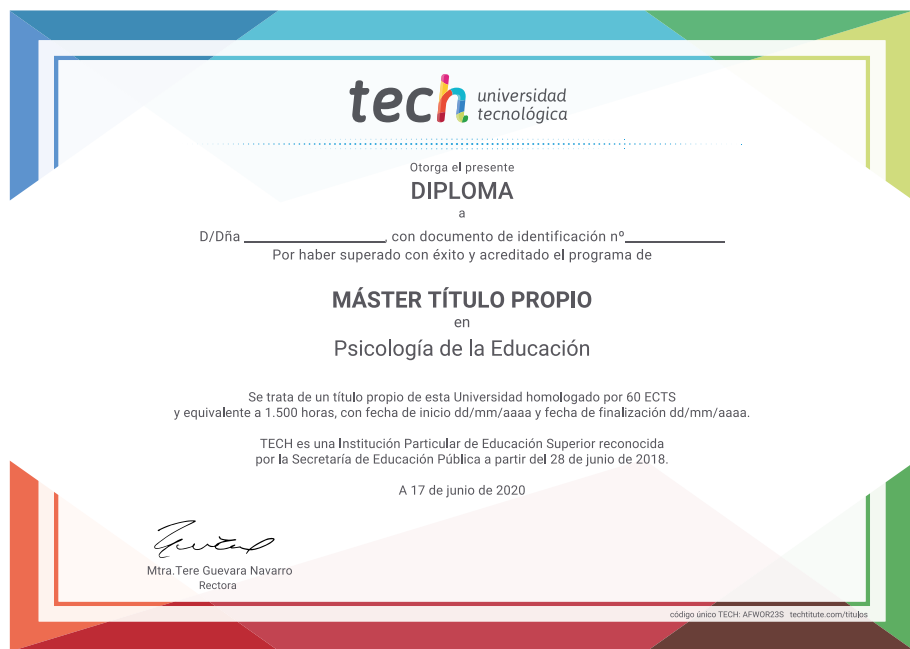 tech universidad
tecnológica
Otorga el presente
DIPLOMA
a
D/Dña ____________________, con documento de identificación nº______________
Por haber superado con éxito y acreditado el programa de
MÁSTER TÍTULO PROPIO
en
Psicología de la Educación
Se trata de un título propio de esta Universidad homologado por 60 ECTS
y equivalente a 1.500 horas, con fecha de inicio dd/mm/aaaa y fecha de finalización dd/mm/aaaa.
TECH es una Institución Particular de Educación Superior reconocida
por la Secretaría de Educación Pública a partir del 28 de junio de 2018.
A 17 de junio de 2020
Mtra.Tere Guevara Navarro
Rectora
código único TECH: AFWOR23S techtitute.com/titulos